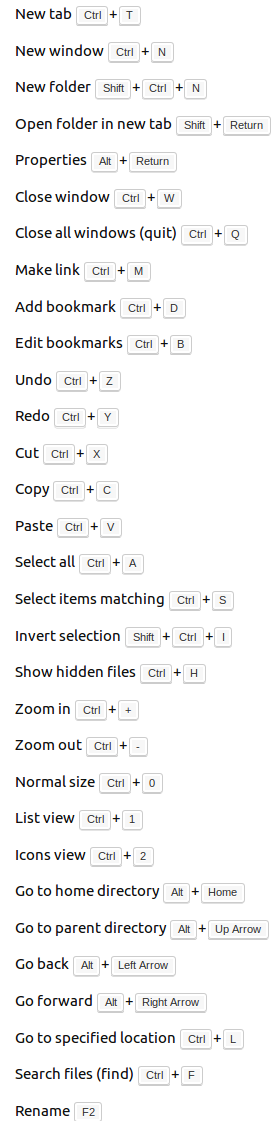 New tab Ctrl + T
New window Ctrl + N
New folder Shift + Ctrl + N
Open folder in new tab Shift + Return
Properties Alt + Return
Close window Ctrl + W
Close all windows (quit) Ctrl + Q
Make link Ctrl + M
Add bookmark Ctrl + D
Edit bookmarks Ctrl + B
Undo Ctrl + Z
Redo Ctrl + Y
Cut Ctrl + X
Copy Ctrl + C
Paste Ctrl + V
Select all Ctrl + A
Select items matching Ctrl + S
Invert selection Shift + Ctrl + I
Show hidden files Ctrl + H
Zoom in Ctrl + +
Zoom out Ctrl + -
Normal size Ctrl + 0
List view Ctrl + 1
Icons view Ctrl + 2
Go to home directory Alt + Home
Go to parent directory Alt + Up Arrow
Go back Alt + Left Arrow
Go forward Alt + Right Arrow
Go to specified location Ctrl + L
Search files (find) Ctrl + F
Rename F2